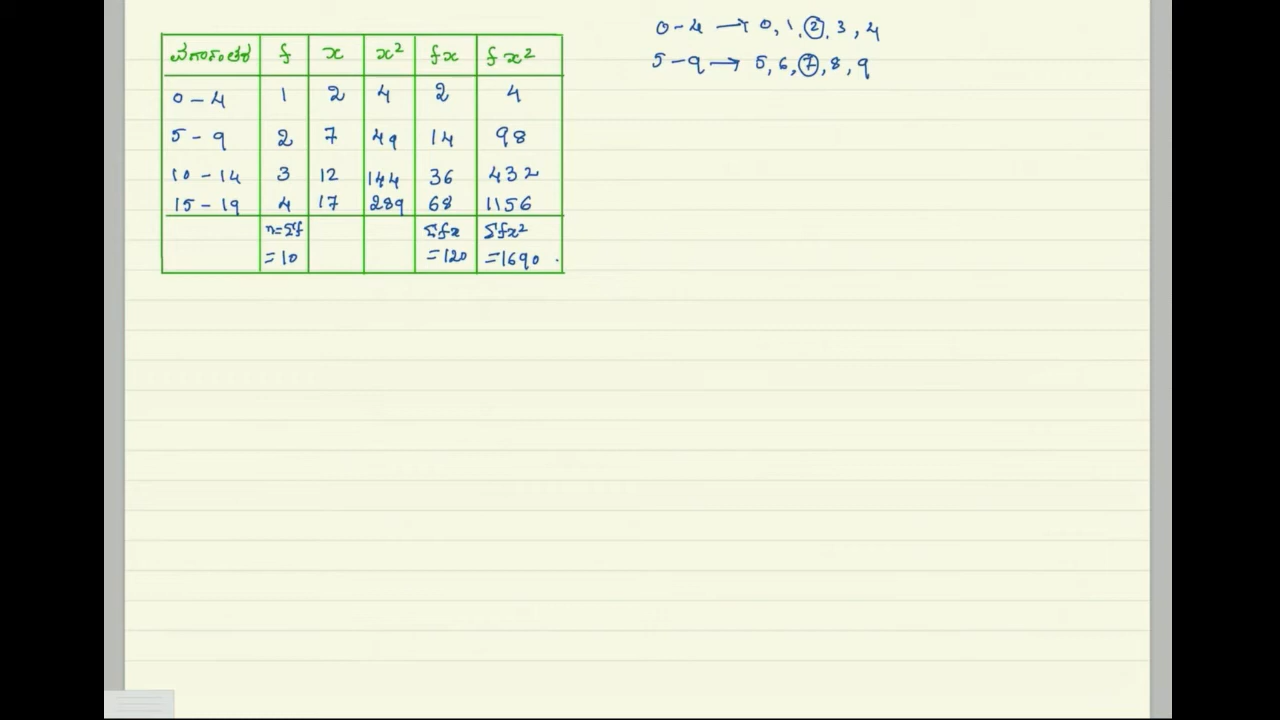 0-4 → 0, 1, 2, 3, 4
5-9 → 5, 6, 7, 8, 9
ವರ್ಗಾಂತರ f x x² fx fx²
0-4 1 2 4 2 4
5-9 2 7 49 14 98
10-14 3 12 144 36 432
15-19 4 17 289 68 1156
n=Σf Σfx Σfx²
=10 =120 =1690